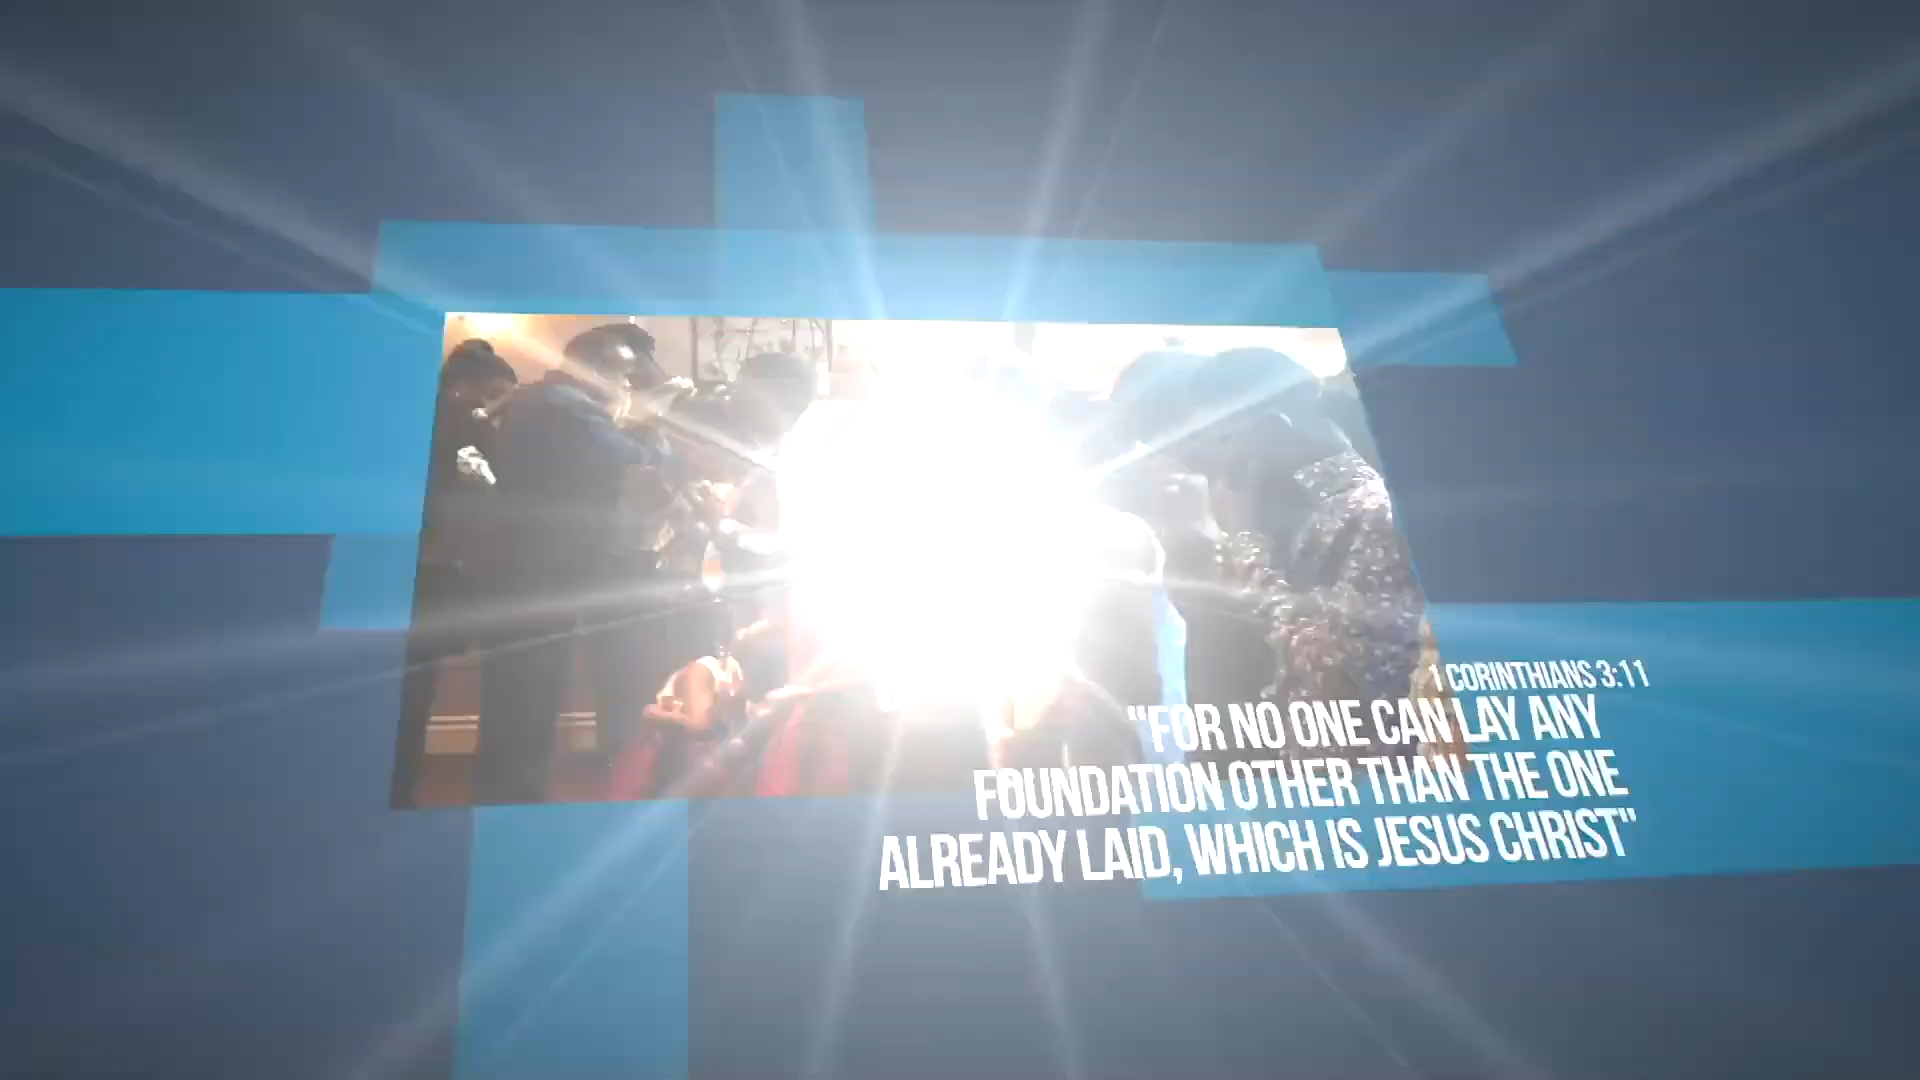 1 CORINTHIANS 3:11
"FOR NO ONE CAN LAY ANY
FOUNDATION OTHER THAN THE ONE
ALREADY LAID, WHICH IS JESUS CHRIST"